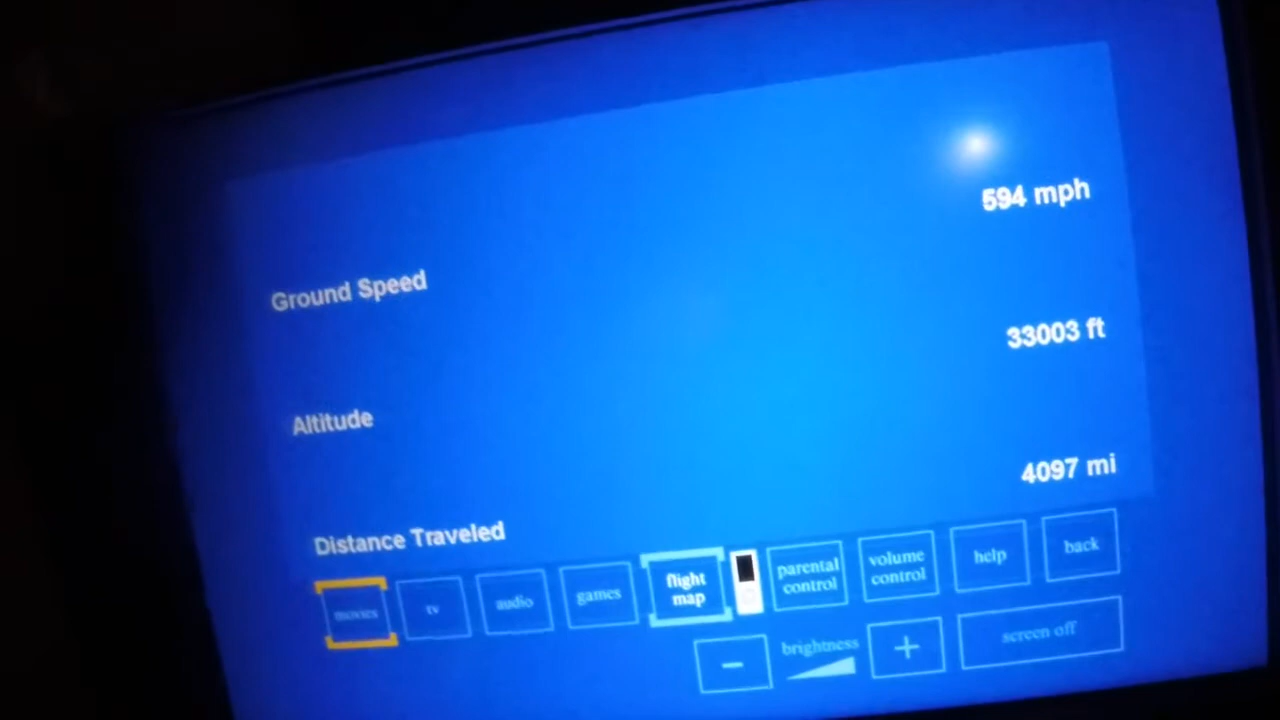 594 mph
Ground Speed
33003 ft
Altitude
4097 mi
Distance Traveled
movies tv audio games flight map parental control volume control help back
− brightness + screen off